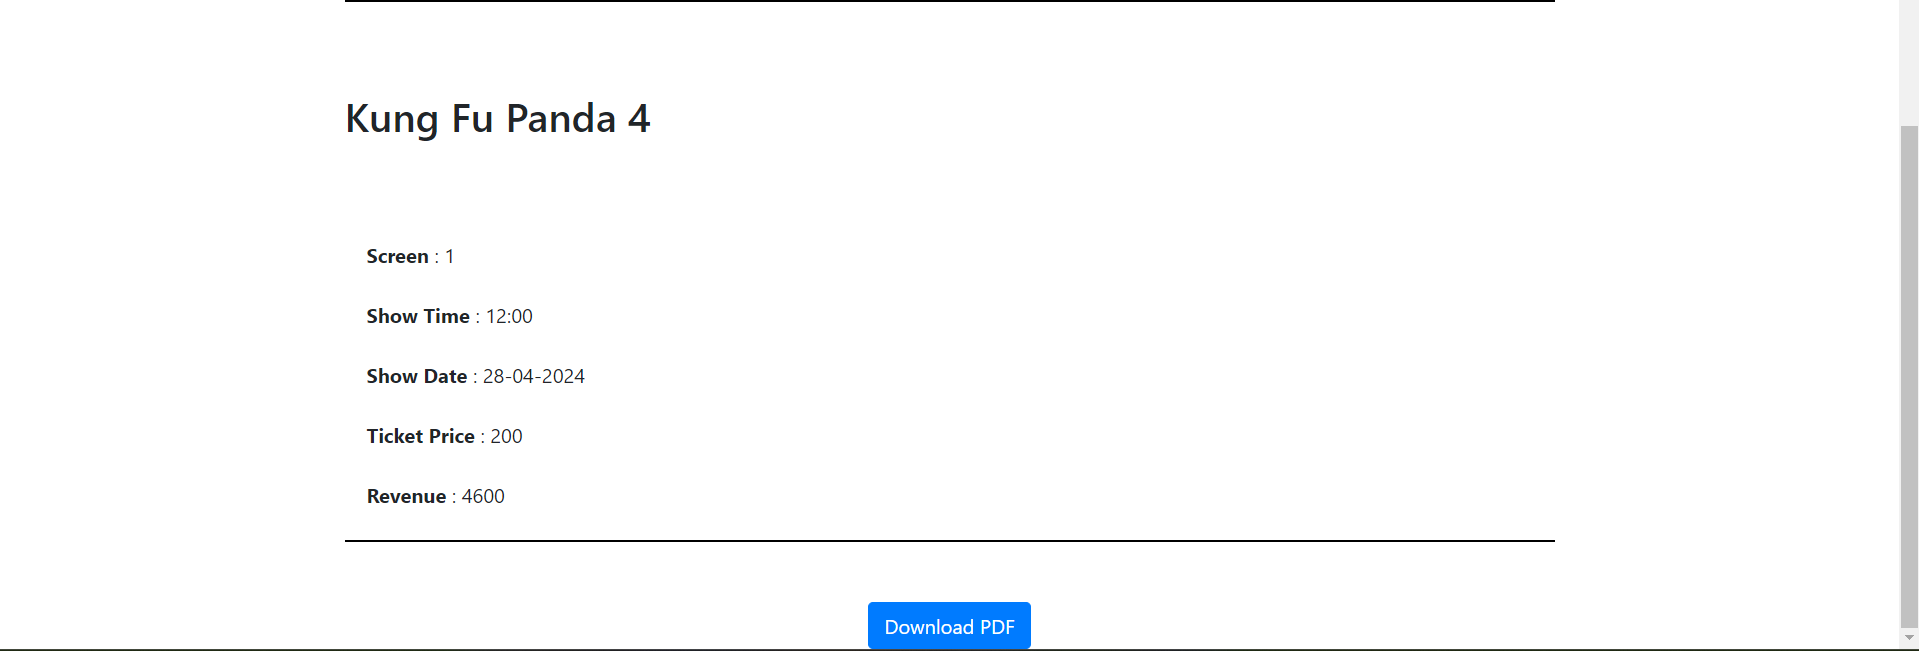 Kung Fu Panda 4
Screen : 1
Show Time : 12:00
Show Date : 28-04-2024
Ticket Price : 200
Revenue : 4600
Download PDF